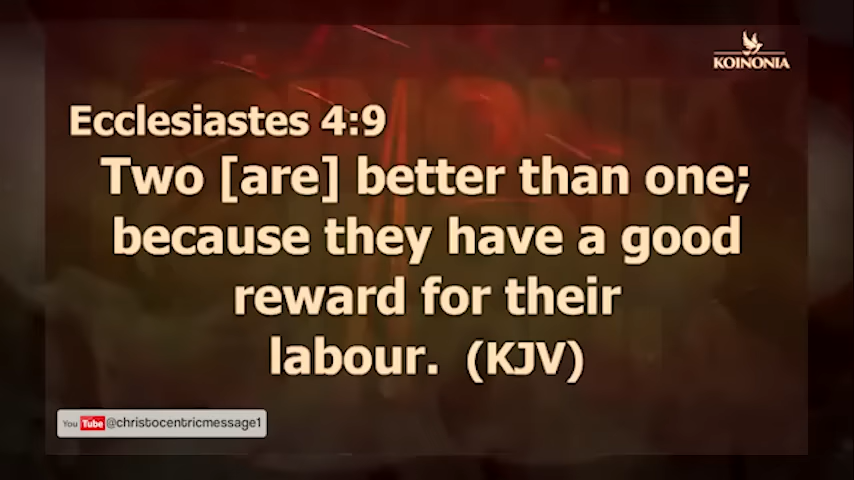 KOINONIA
Ecclesiastes 4:9
Two [are] better than one;
because they have a good
reward for their
labour. (KJV)
You Tube @christocentricmessage1